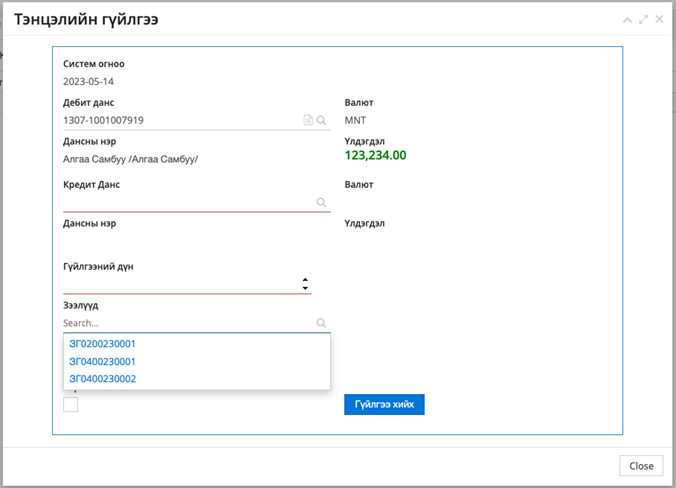 Тэнцэлийн гүйлгээ
Систем огноо
2023-05-14
Дебит данс
Валют
1307-1001007919
MNT
Дансны нэр
Үлдэгдэл
Алгаа Самбуу /Алгаа Самбуу/
123,234.00
Кредит Данс
Валют
Дансны нэр
Үлдэгдэл
Гүйлгээний дүн
Зээлүүд
Search...
ЗГ0200230001
ЗГ0400230001
ЗГ0400230002
Гүйлгээ хийх
Close